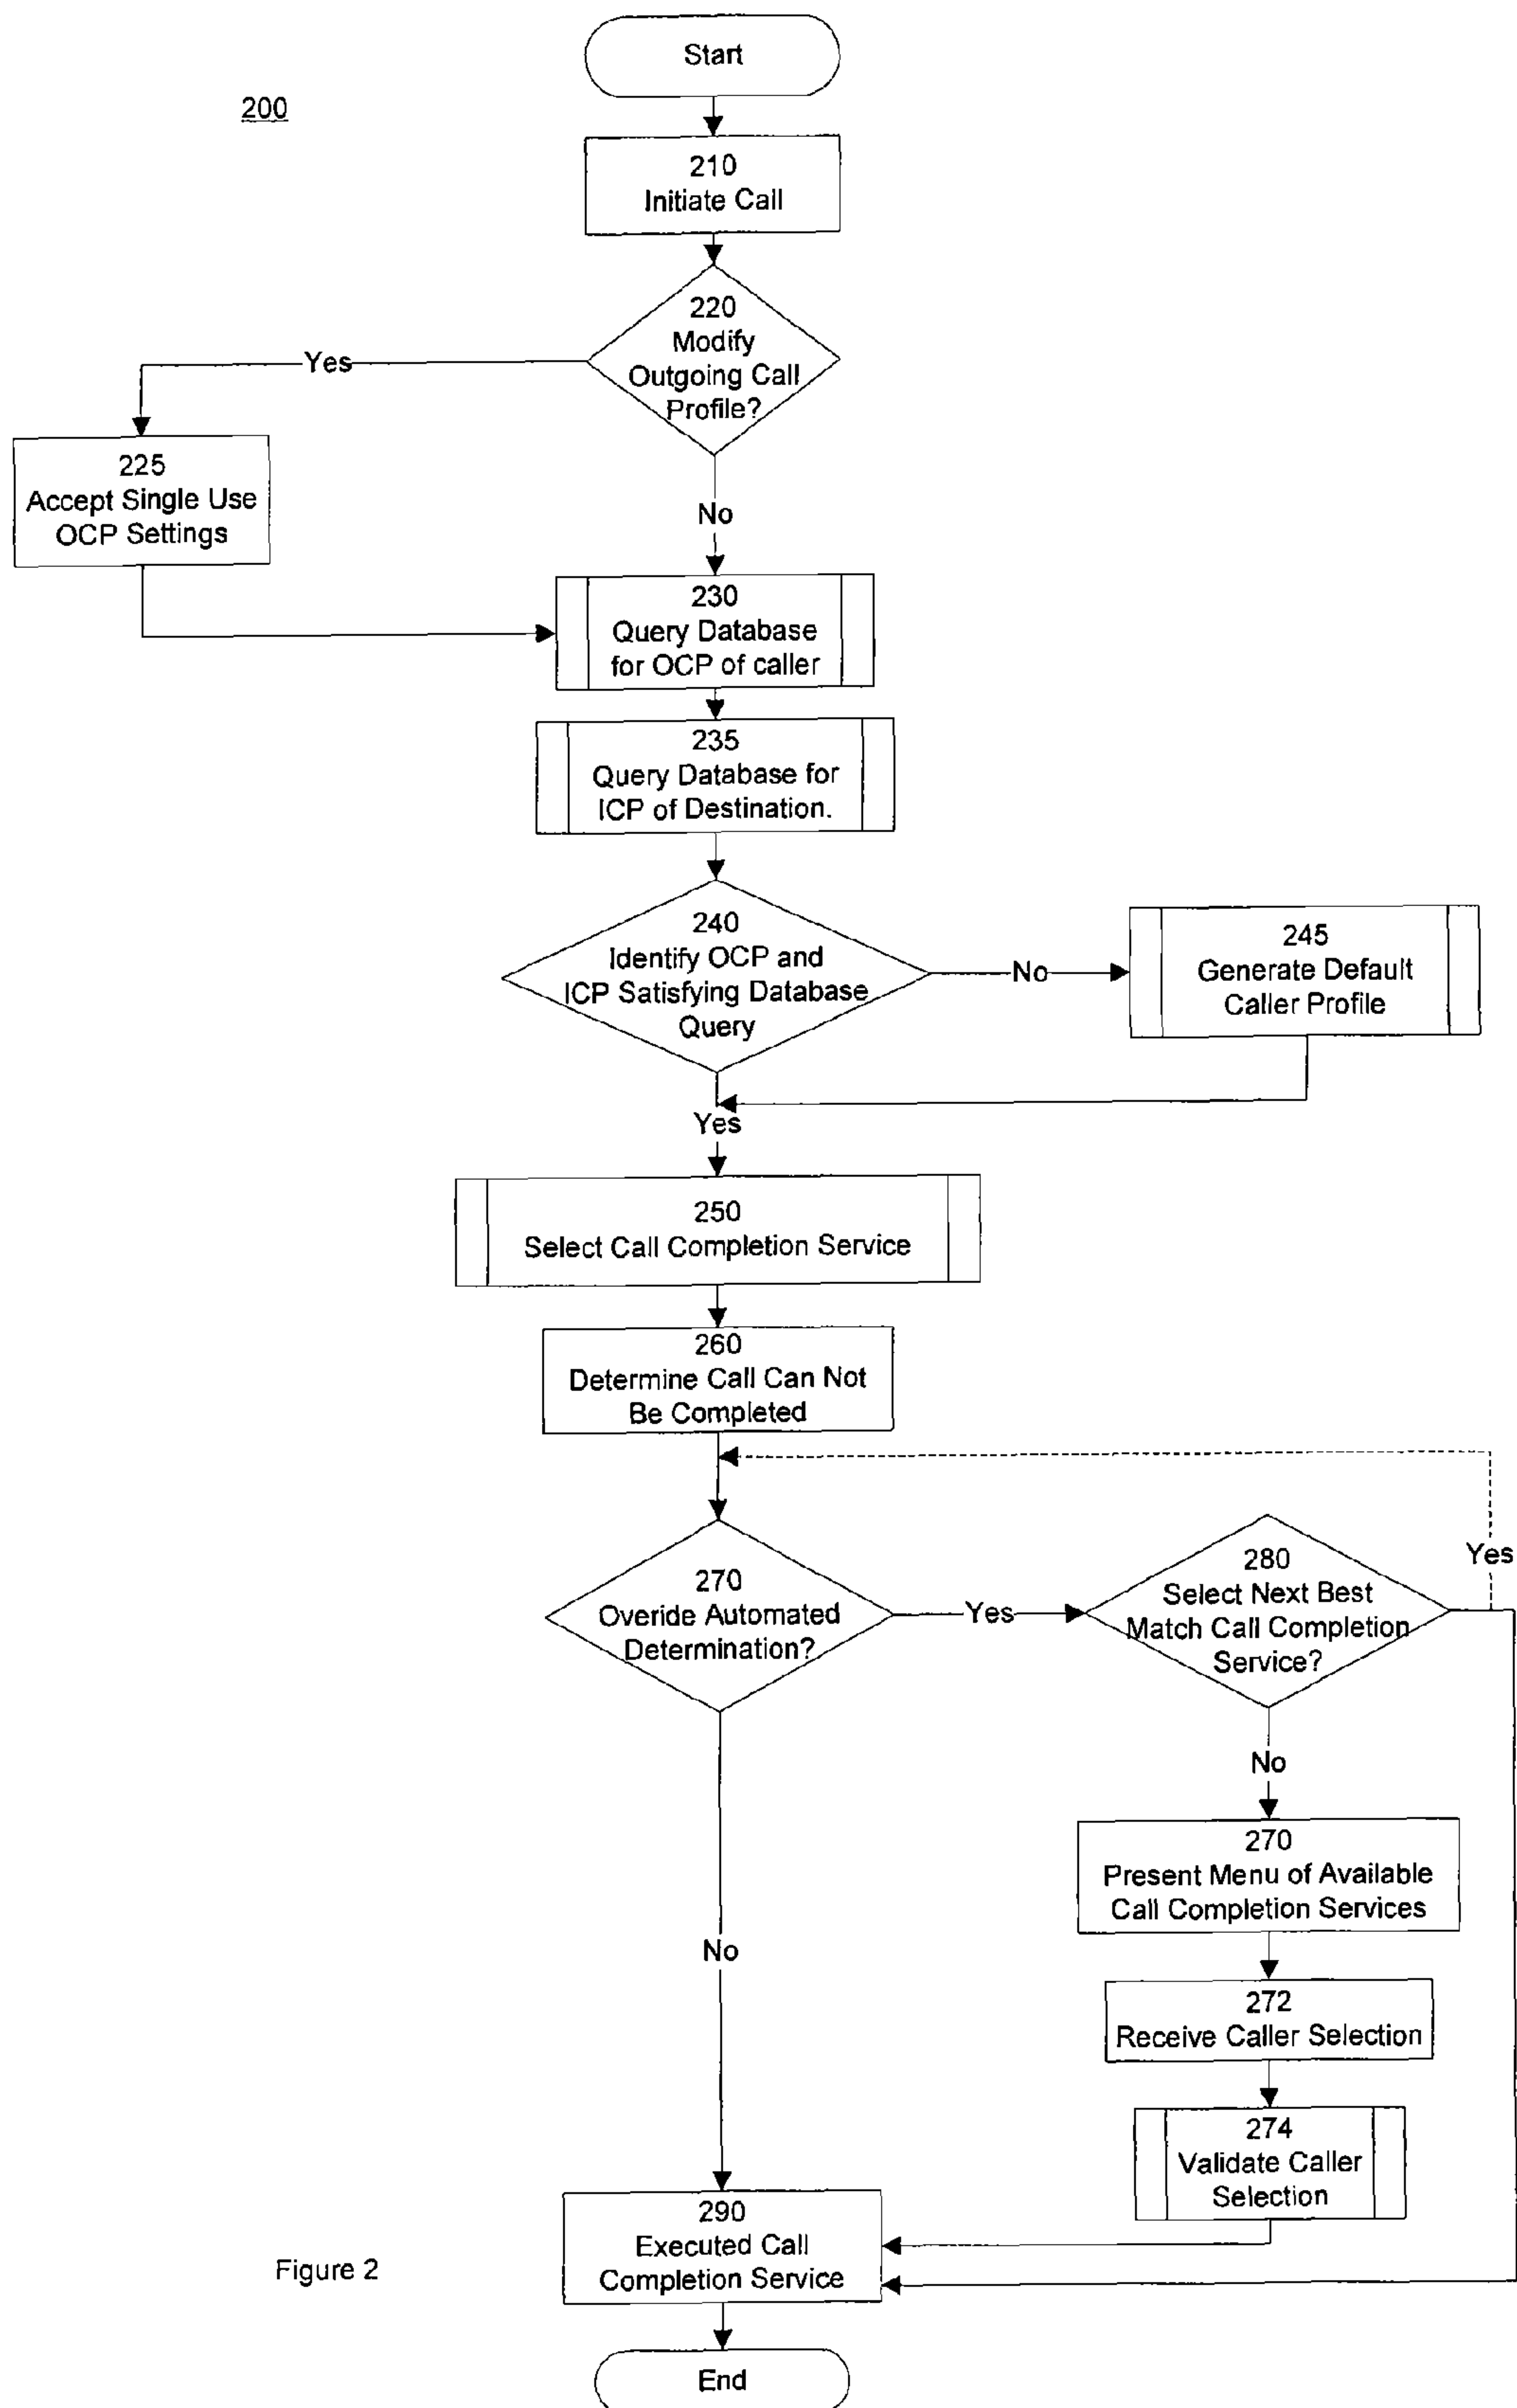 Start
200
210
Initiate Call
220
Modify
Outgoing Call
Profile?
Yes
225
Accept Single Use
OCP Settings
No
230
Query Database
for OCP of caller
235
Query Database for
ICP of Destination.
240
Identify OCP and
ICP Satisfying Database
Query
No
245
Generate Default
Caller Profile
Yes
250
Select Call Completion Service
260
Determine Call Can Not
Be Completed
270
Overide Automated
Determination?
Yes
280
Select Next Best
Match Call Completion
Service?
Yes
No
270
Present Menu of Available
Call Completion Services
No
272
Receive Caller Selection
274
Validate Caller
Selection
290
Executed Call
Completion Service
Figure 2
End